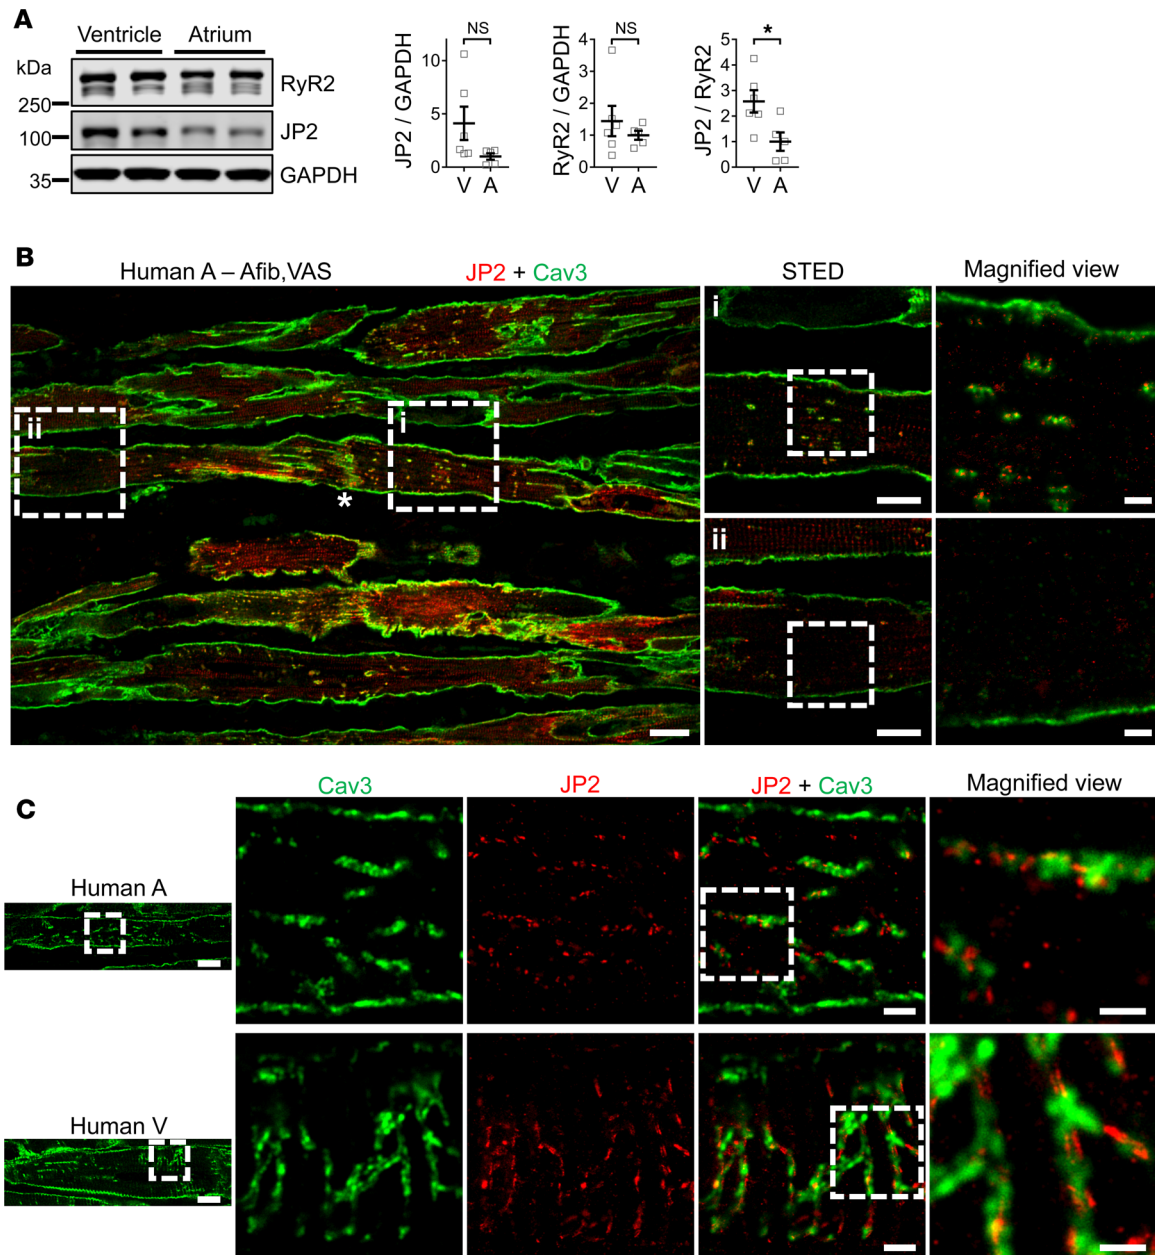 A
Ventricle Atrium
kDa
250
100
35
RyR2
JP2
GAPDH
JP2 / GAPDH
10
5
0
NS
V A
RyR2 / GAPDH
4
3
2
1
0
NS
V A
JP2 / RyR2
5
4
3
2
1
0
*
V A
B
Human A – Afib,VAS
JP2 + Cav3
STED
Magnified view
ii
i
*
i
ii
C
Cav3
JP2
JP2 + Cav3
Magnified view
Human A
Human V